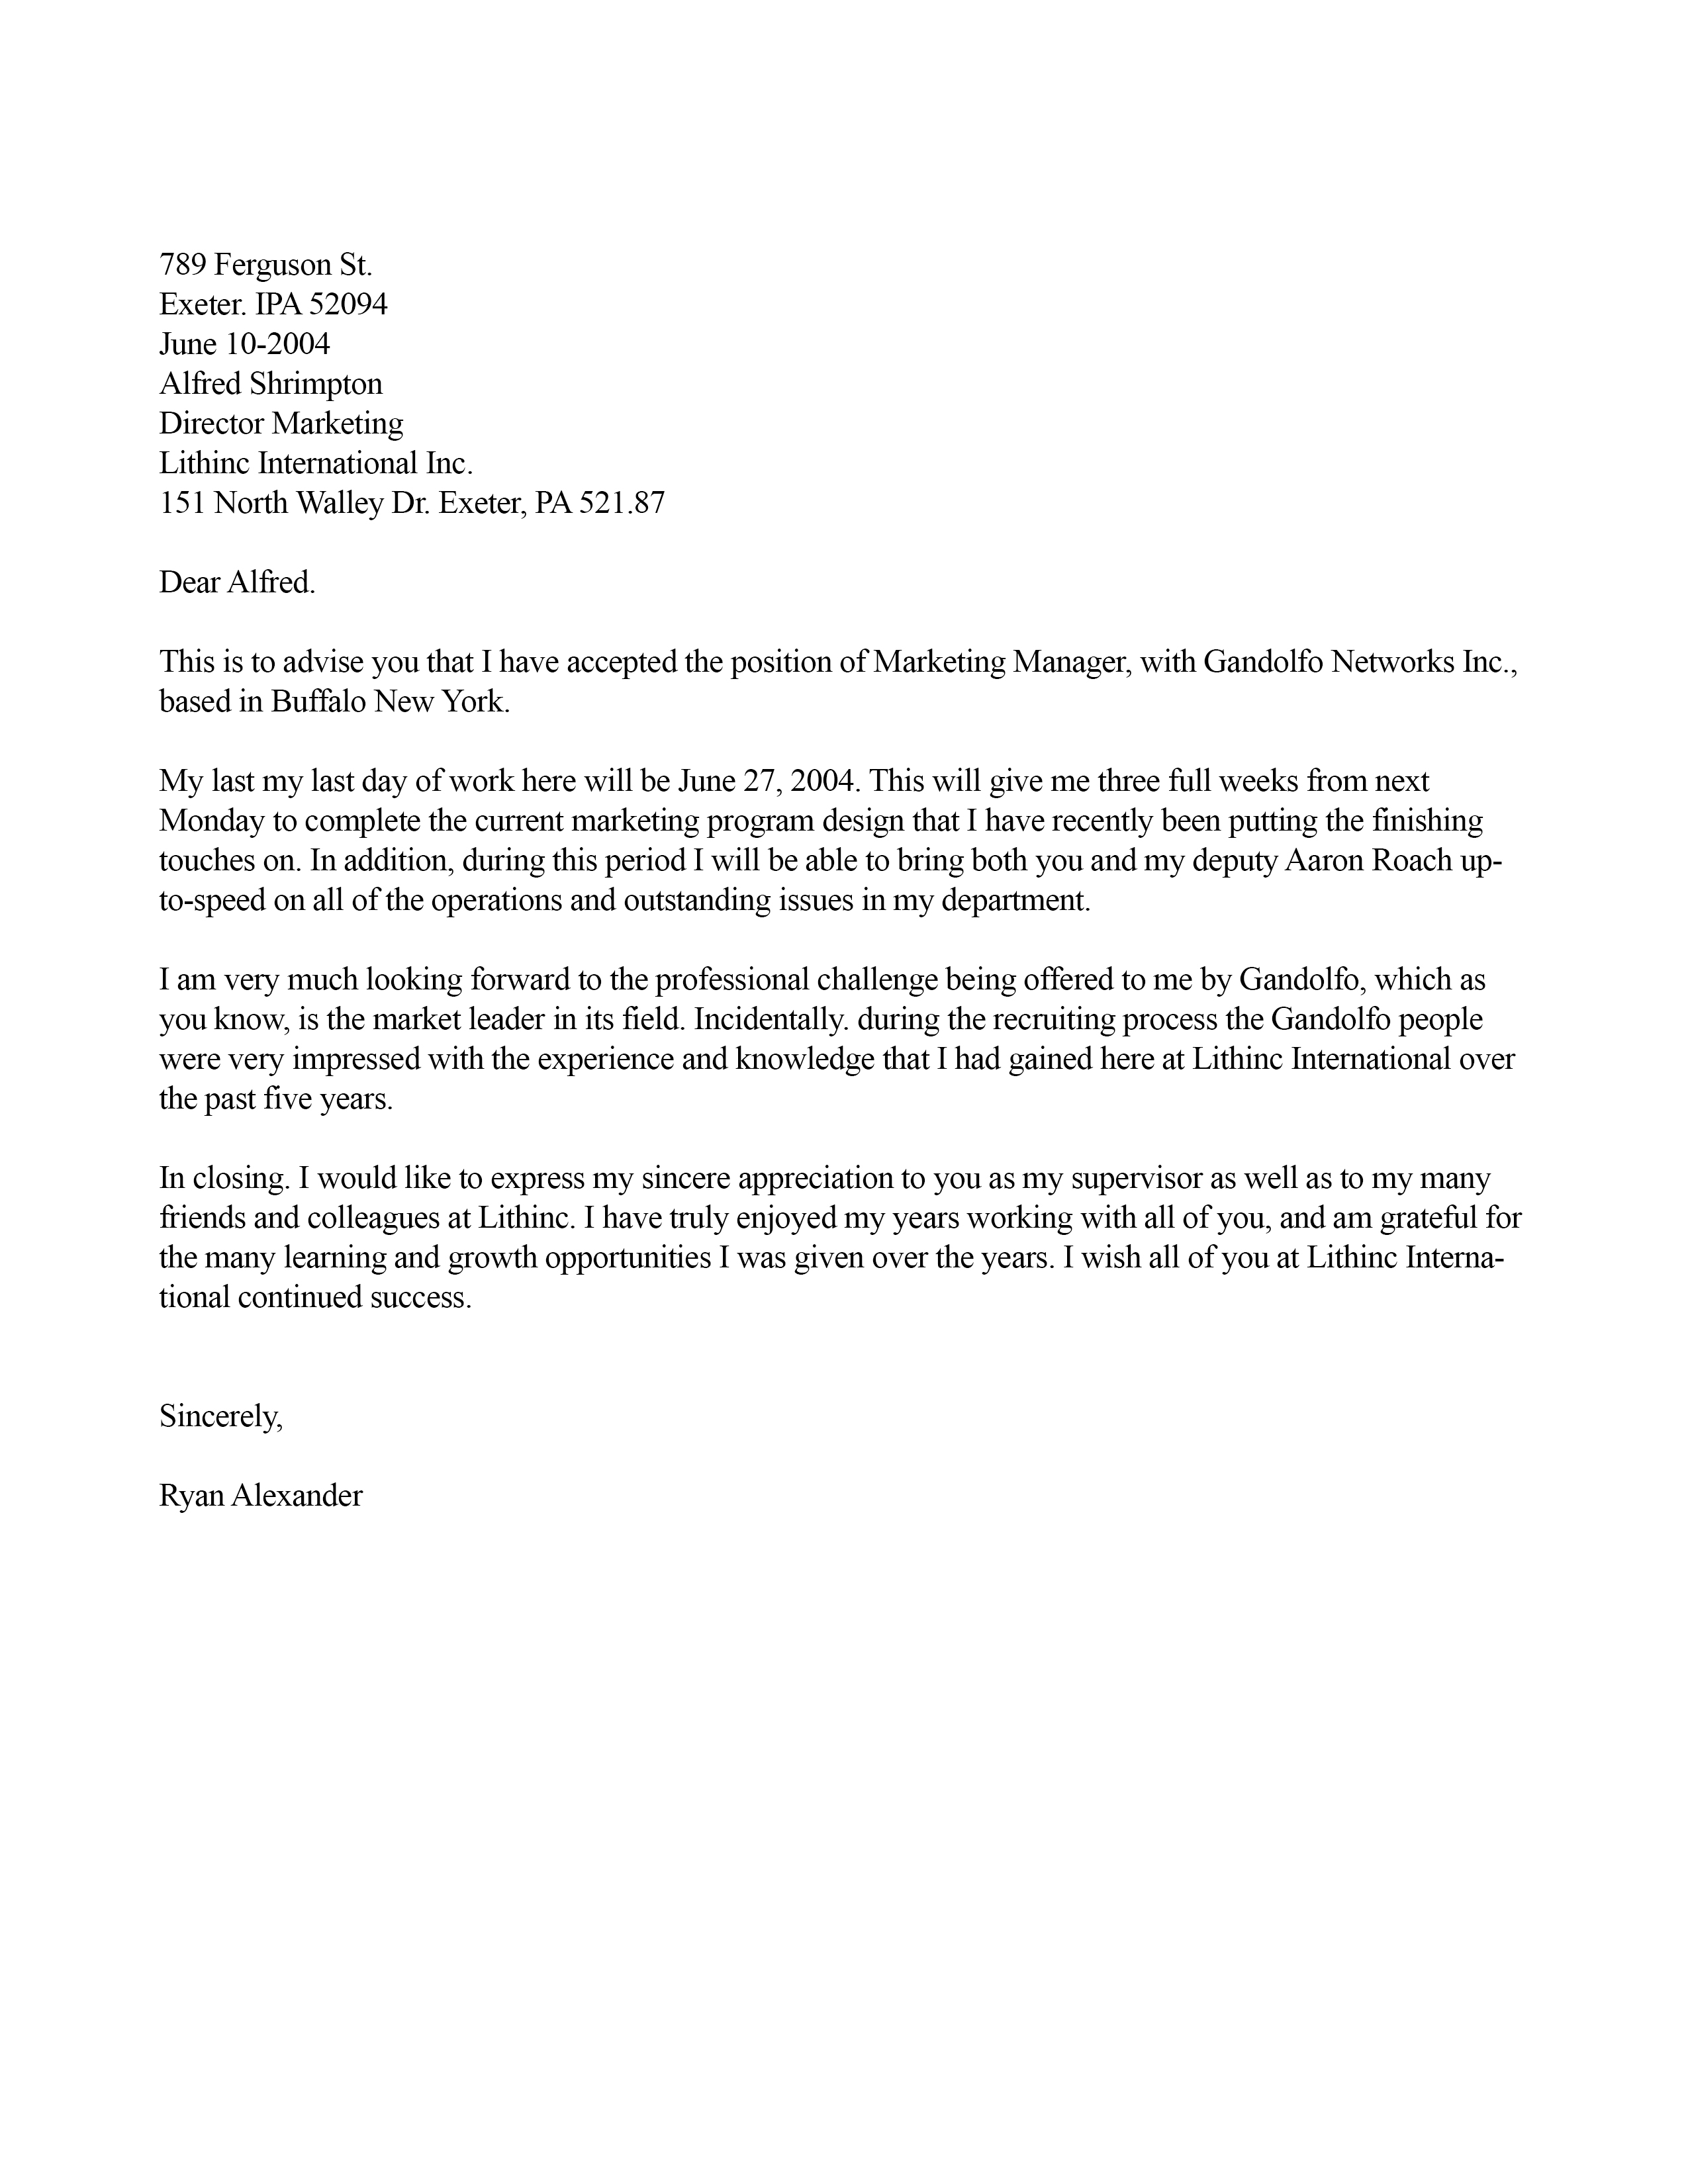 789 Ferguson St.
Exeter. IPA 52094
June 10-2004
Alfred Shrimpton
Director Marketing
Lithinc International Inc.
151 North Walley Dr. Exeter, PA 521.87
Dear Alfred.
This is to advise you that I have accepted the position of Marketing Manager, with Gandolfo Networks Inc.,
based in Buffalo New York.
My last my last day of work here will be June 27, 2004. This will give me three full weeks from next
Monday to complete the current marketing program design that I have recently been putting the finishing
touches on. In addition, during this period I will be able to bring both you and my deputy Aaron Roach up-
to-speed on all of the operations and outstanding issues in my department.
I am very much looking forward to the professional challenge being offered to me by Gandolfo, which as
you know, is the market leader in its field. Incidentally. during the recruiting process the Gandolfo people
were very impressed with the experience and knowledge that I had gained here at Lithinc International over
the past five years.
In closing. I would like to express my sincere appreciation to you as my supervisor as well as to my many
friends and colleagues at Lithinc. I have truly enjoyed my years working with all of you, and am grateful for
the many learning and growth opportunities I was given over the years. I wish all of you at Lithinc Interna-
tional continued success.
Sincerely,
Ryan Alexander